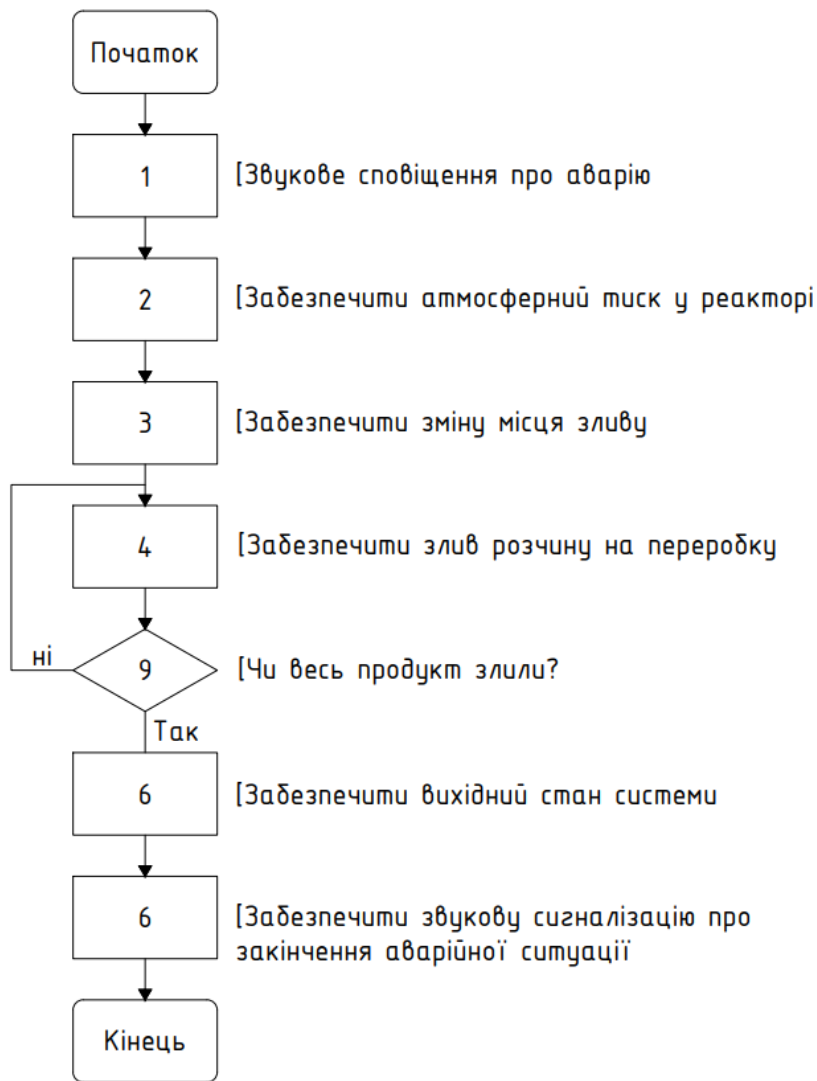 Початок
1 [Звукове сповіщення про аварію
2 [Забезпечити атмосферний тиск у реакторі
3 [Забезпечити зміну місця зливу
4 [Забезпечити злив розчину на переробку
ні 9 [Чи весь продукт злили?
Так
6 [Забезпечити вихідний стан системи
6 [Забезпечити звукову сигналізацію про
закінчення аварійної ситуації
Кінець